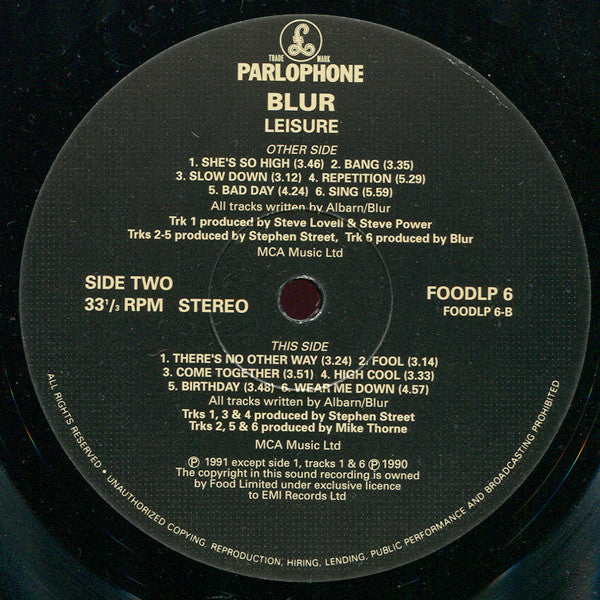 TRADE MARK
PARLOPHONE
BLUR
LEISURE
OTHER SIDE
1. SHE'S SO HIGH (3.46) 2. BANG (3.35)
3. SLOW DOWN (3.12) 4. REPETITION (5.29)
5. BAD DAY (4.24) 6. SING (5.59)
All tracks written by Albarn/Blur
Trk 1 produced by Steve Lovell & Steve Power
Trks 2-5 produced by Stephen Street, Trk 6 produced by Blur
MCA Music Ltd
SIDE TWO
33⅓ RPM STEREO
FOODLP 6
FOODLP 6-B
THIS SIDE
1. THERE'S NO OTHER WAY (3.24) 2. FOOL (3.14)
3. COME TOGETHER (3.51) 4. HIGH COOL (3.33)
5. BIRTHDAY (3.48) 6. WEAR ME DOWN (4.57)
All tracks written by Albarn/Blur
Trks 1, 3 & 4 produced by Stephen Street
Trks 2, 5 & 6 produced by Mike Thorne
MCA Music Ltd
℗ 1991 except side 1, tracks 1 & 6 ℗ 1990
The copyright in this sound recording is owned
by Food Limited under exclusive licence
to EMI Records Ltd
ALL RIGHTS RESERVED • UNAUTHORIZED COPYING, REPRODUCTION, HIRING, LENDING, PUBLIC PERFORMANCE AND BROADCASTING PROHIBITED